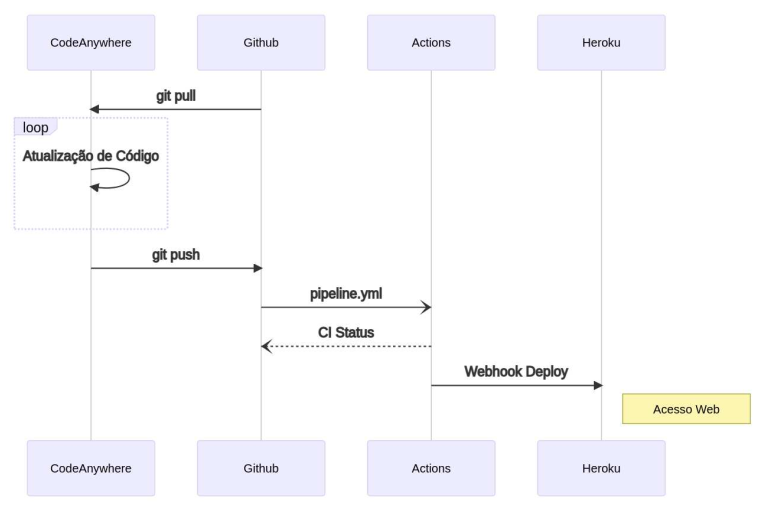 CodeAnywhere
Github
Actions
Heroku
git pull
loop
Atualização de Código
git push
pipeline.yml
CI Status
Webhook Deploy
Acesso Web
CodeAnywhere
Github
Actions
Heroku